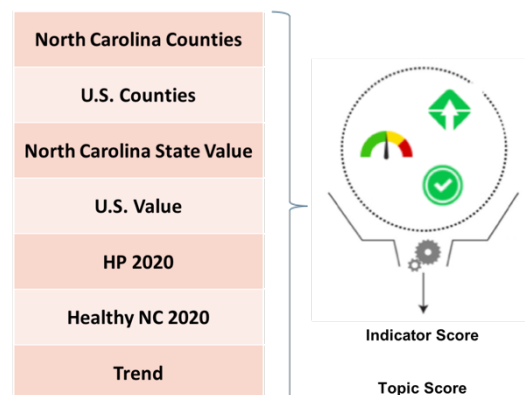 North Carolina Counties
U.S. Counties
North Carolina State Value
U.S. Value
HP 2020
Healthy NC 2020
Trend
Indicator Score
Topic Score